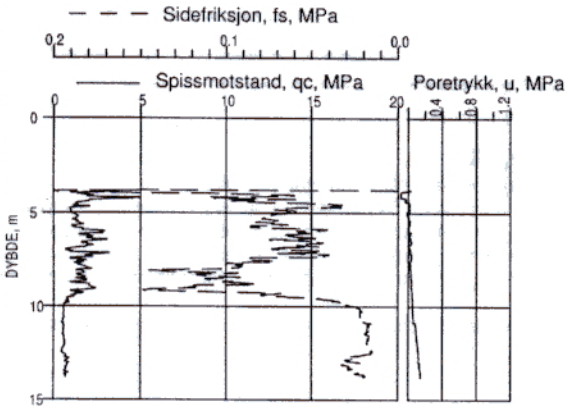 Sidefriksjon, fs, MPa
0,2 0,1 0,0
Spissmotstand, qc, MPa Poretrykk, u, MPa
0 5 10 15 20 0,4 0,8 1,2
0
5
10
15
DYBDE, m